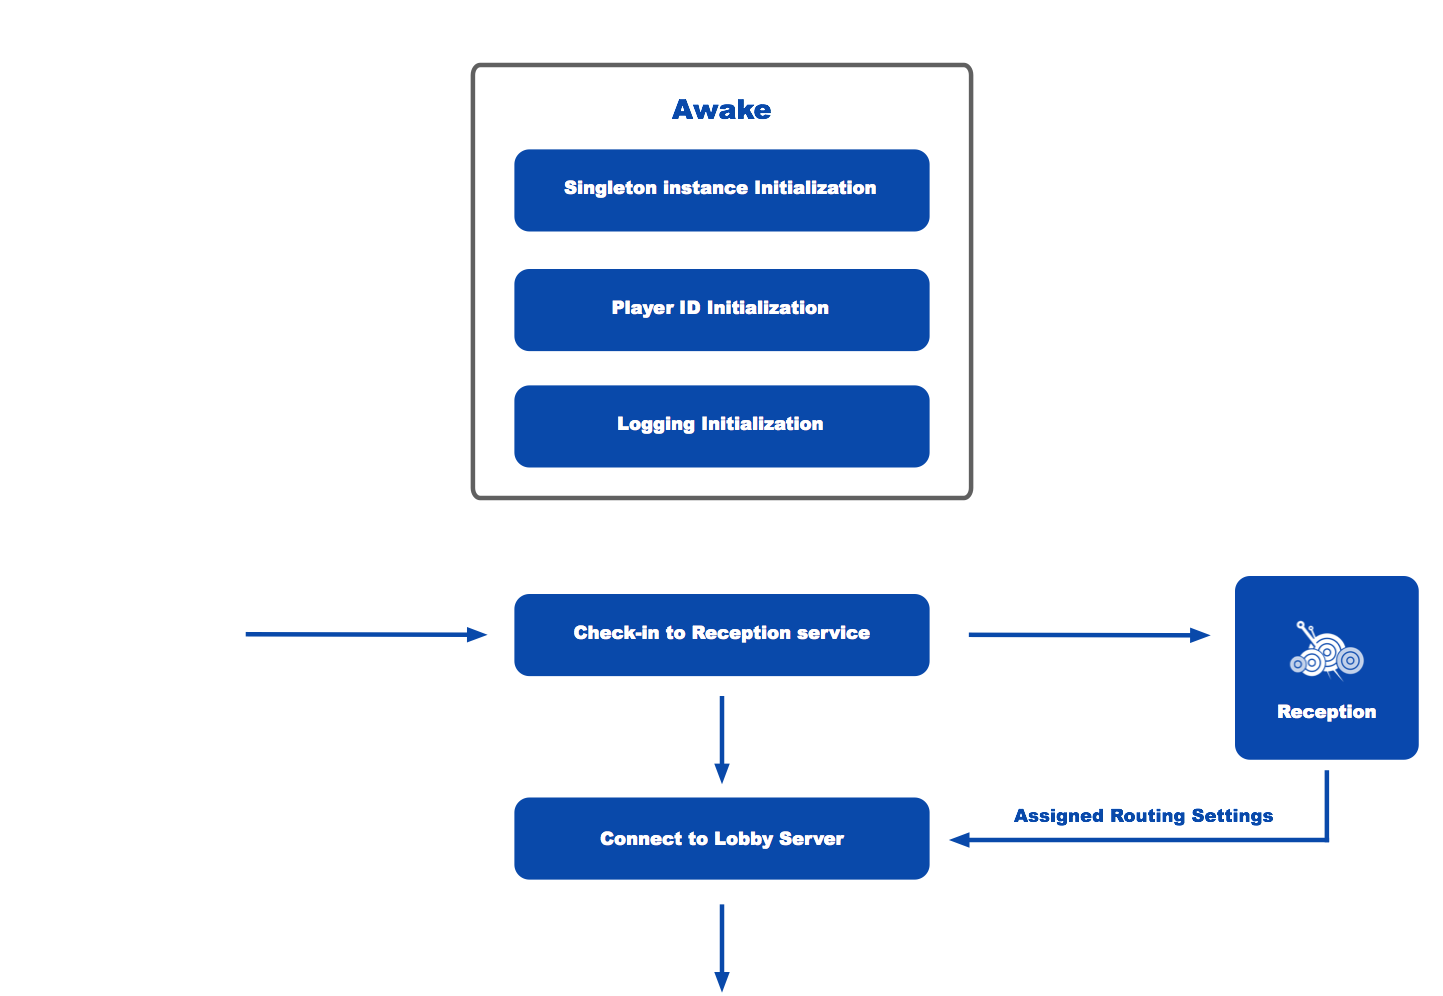 Awake
Singleton instance Initialization
Player ID Initialization
Logging Initialization
Check-in to Reception service
Reception
Assigned Routing Settings
Connect to Lobby Server